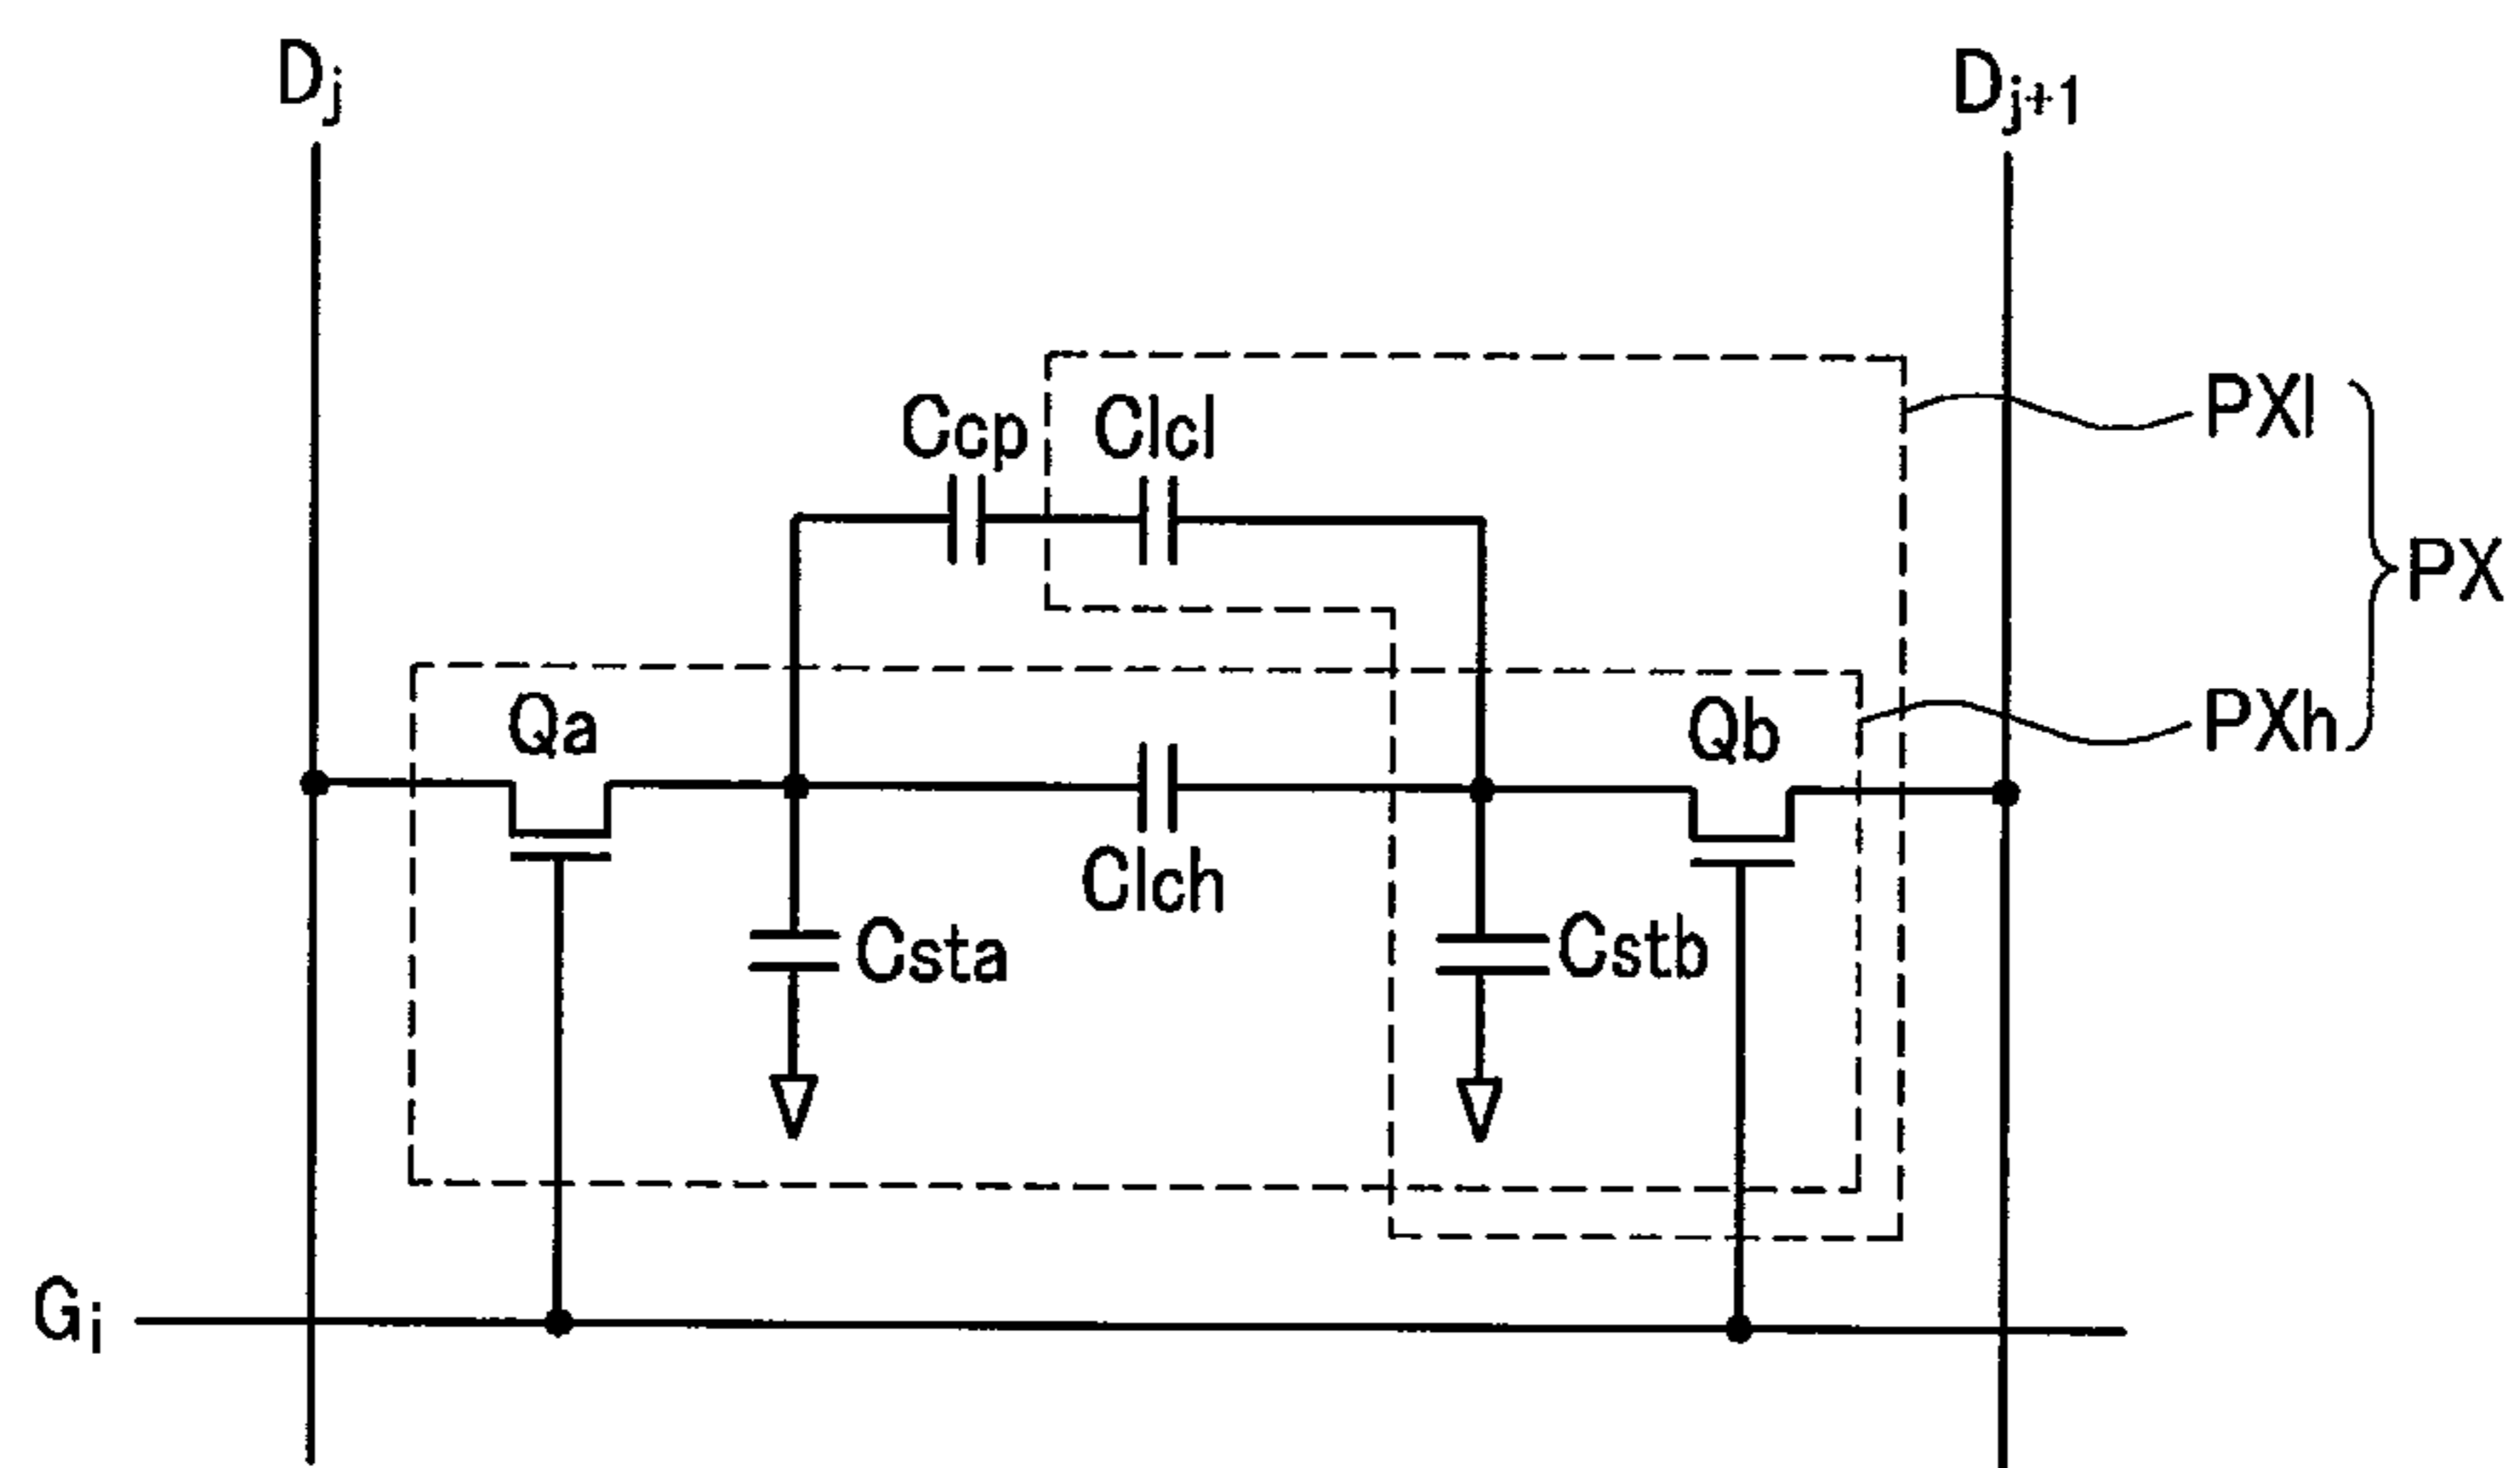 Dj
Dj+1
Ccp
Clcl
PXl
PX
Qa
Qb
PXh
Clch
Csta
Cstb
Gi